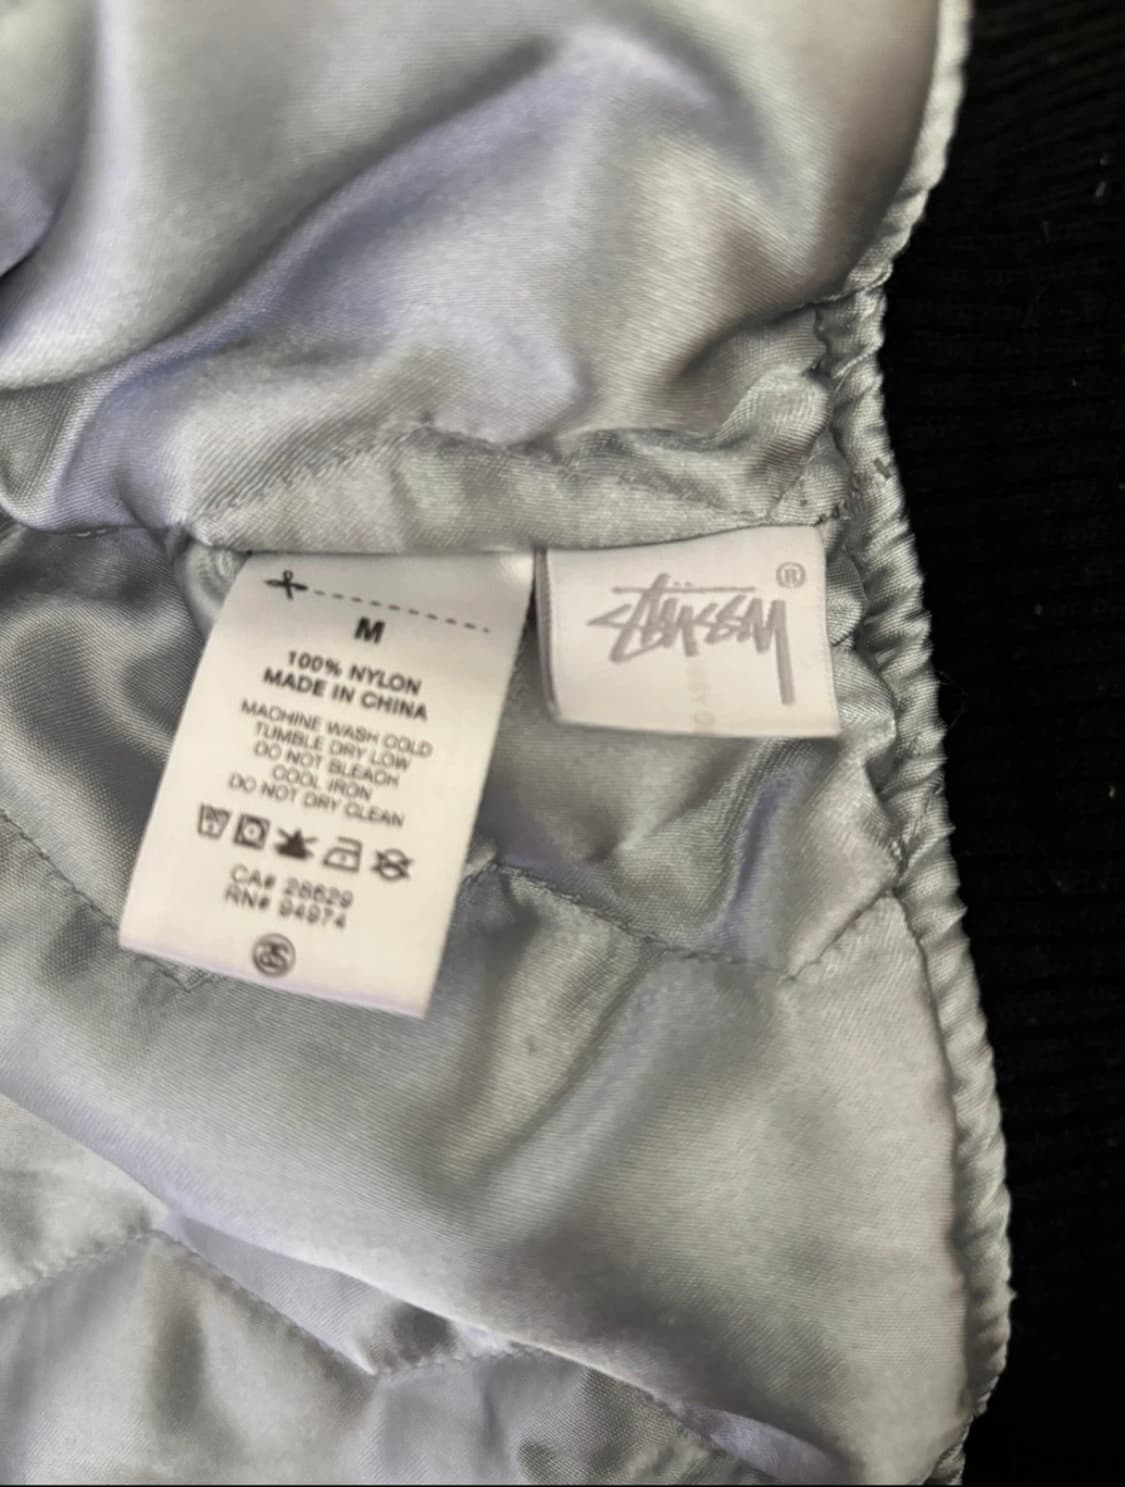 M
100% NYLON
MADE IN CHINA
MACHINE WASH COLD
TUMBLE DRY LOW
DO NOT BLEACH
COOL IRON
DO NOT DRY CLEAN
CA# 28629
RN# 94974
Stüssy ®